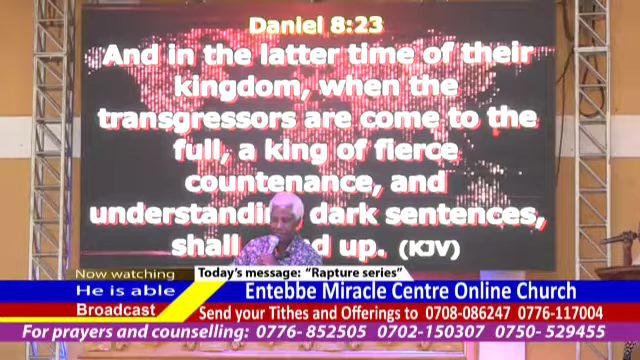 Daniel 8:23
And in the latter time of their
kingdom, when the
transgressors are come to the
full, a king of fierce
countenance, and
dark sentences,
up. (KJV)
Now watching
Today's message: "Rapture series"
He is able
Entebbe Miracle Centre Online Church
Broadcast
Send your Tithes and Offerings to 0708-086247 0776-117004
For prayers and counselling: 0776- 852505 0702-150307 0750- 529455